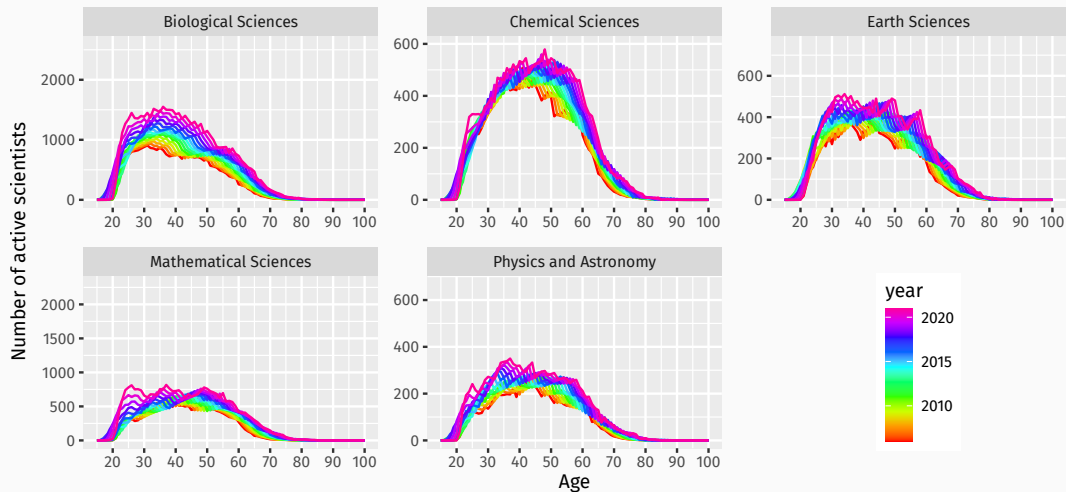 Biological Sciences
Chemical Sciences
Earth Sciences
2000
1000
0
600
400
200
0
600
400
200
0
20 30 40 50 60 70 80 90 100
20 30 40 50 60 70 80 90 100
20 30 40 50 60 70 80 90 100
Number of active scientists
Mathematical Sciences
Physics and Astronomy
2000
1500
1000
500
0
600
400
200
0
20 30 40 50 60 70 80 90 100
20 30 40 50 60 70 80 90 100
Age
year
2020
2015
2010